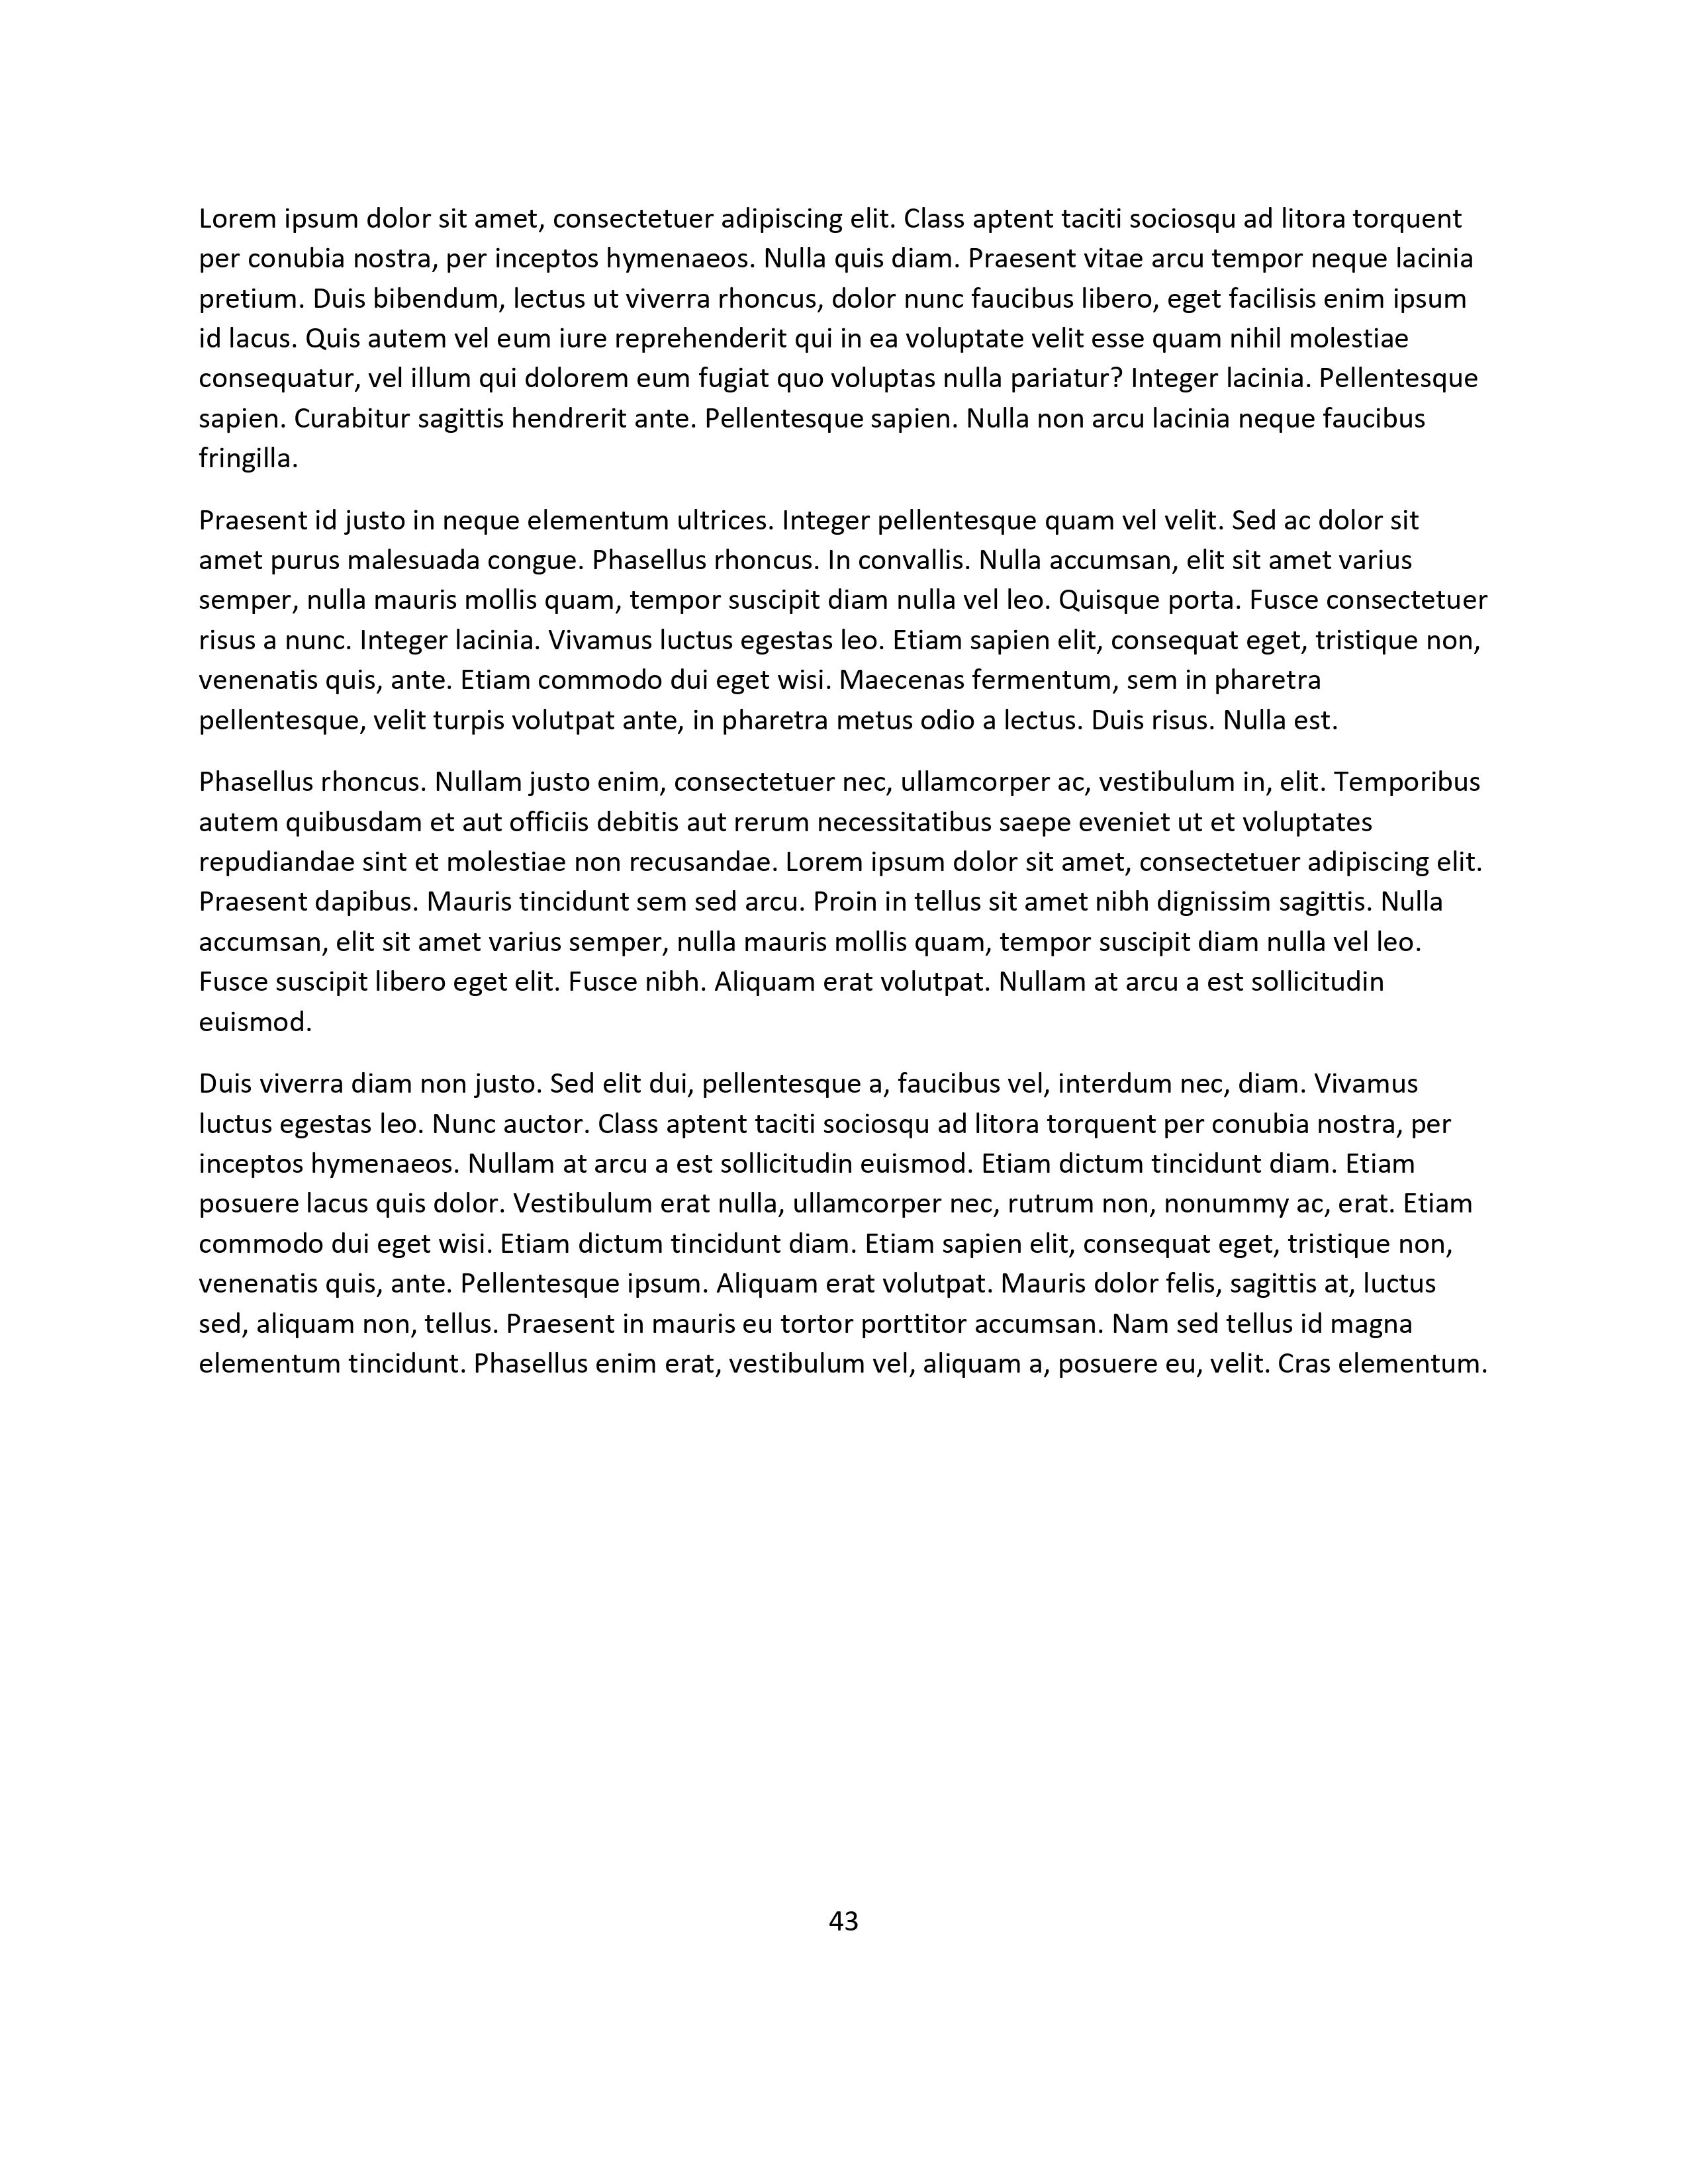 Lorem ipsum dolor sit amet, consectetuer adipiscing elit. Class aptent taciti sociosqu ad litora torquent
per conubia nostra, per inceptos hymenaeos. Nulla quis diam. Praesent vitae arcu tempor neque lacinia
pretium. Duis bibendum, lectus ut viverra rhoncus, dolor nunc faucibus libero, eget facilisis enim ipsum
id lacus. Quis autem vel eum iure reprehenderit qui in ea voluptate velit esse quam nihil molestiae
consequatur, vel illum qui dolorem eum fugiat quo voluptas nulla pariatur? Integer lacinia. Pellentesque
sapien. Curabitur sagittis hendrerit ante. Pellentesque sapien. Nulla non arcu lacinia neque faucibus
fringilla.
Praesent id justo in neque elementum ultrices. Integer pellentesque quam vel velit. Sed ac dolor sit
amet purus malesuada congue. Phasellus rhoncus. In convallis. Nulla accumsan, elit sit amet varius
semper, nulla mauris mollis quam, tempor suscipit diam nulla vel leo. Quisque porta. Fusce consectetuer
risus a nunc. Integer lacinia. Vivamus luctus egestas leo. Etiam sapien elit, consequat eget, tristique non,
venenatis quis, ante. Etiam commodo dui eget wisi. Maecenas fermentum, sem in pharetra
pellentesque, velit turpis volutpat ante, in pharetra metus odio a lectus. Duis risus. Nulla est.
Phasellus rhoncus. Nullam justo enim, consectetuer nec, ullamcorper ac, vestibulum in, elit. Temporibus
autem quibusdam et aut officiis debitis aut rerum necessitatibus saepe eveniet ut et voluptates
repudiandae sint et molestiae non recusandae. Lorem ipsum dolor sit amet, consectetuer adipiscing elit.
Praesent dapibus. Mauris tincidunt sem sed arcu. Proin in tellus sit amet nibh dignissim sagittis. Nulla
accumsan, elit sit amet varius semper, nulla mauris mollis quam, tempor suscipit diam nulla vel leo.
Fusce suscipit libero eget elit. Fusce nibh. Aliquam erat volutpat. Nullam at arcu a est sollicitudin
euismod.
Duis viverra diam non justo. Sed elit dui, pellentesque a, faucibus vel, interdum nec, diam. Vivamus
luctus egestas leo. Nunc auctor. Class aptent taciti sociosqu ad litora torquent per conubia nostra, per
inceptos hymenaeos. Nullam at arcu a est sollicitudin euismod. Etiam dictum tincidunt diam. Etiam
posuere lacus quis dolor. Vestibulum erat nulla, ullamcorper nec, rutrum non, nonummy ac, erat. Etiam
commodo dui eget wisi. Etiam dictum tincidunt diam. Etiam sapien elit, consequat eget, tristique non,
venenatis quis, ante. Pellentesque ipsum. Aliquam erat volutpat. Mauris dolor felis, sagittis at, luctus
sed, aliquam non, tellus. Praesent in mauris eu tortor porttitor accumsan. Nam sed tellus id magna
elementum tincidunt. Phasellus enim erat, vestibulum vel, aliquam a, posuere eu, velit. Cras elementum.
43